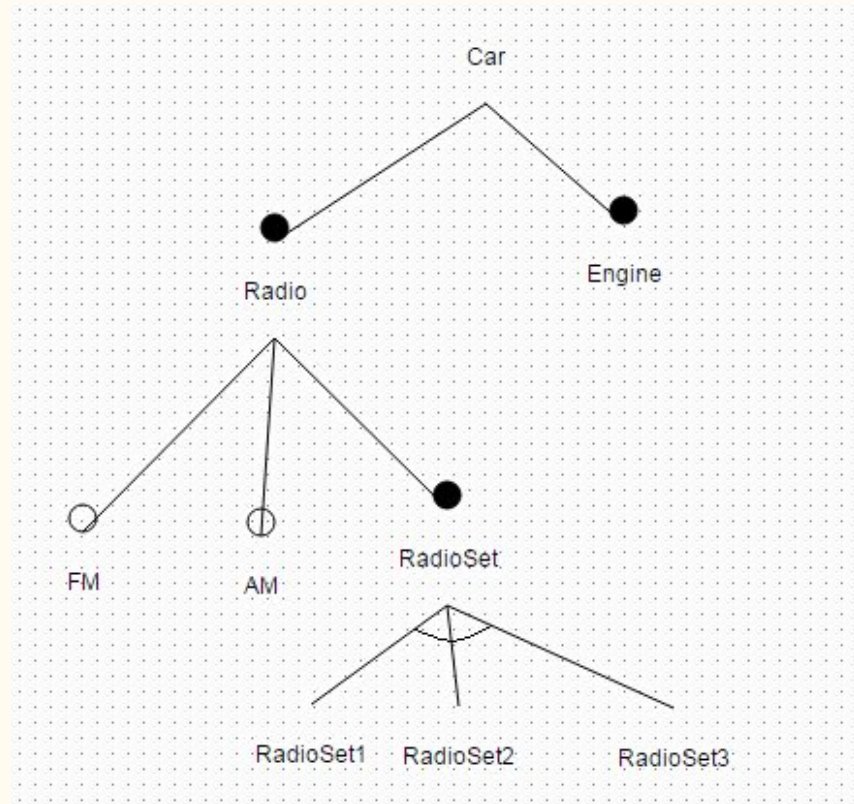 Car
Radio
Engine
FM
AM
RadioSet
RadioSet1
RadioSet2
RadioSet3